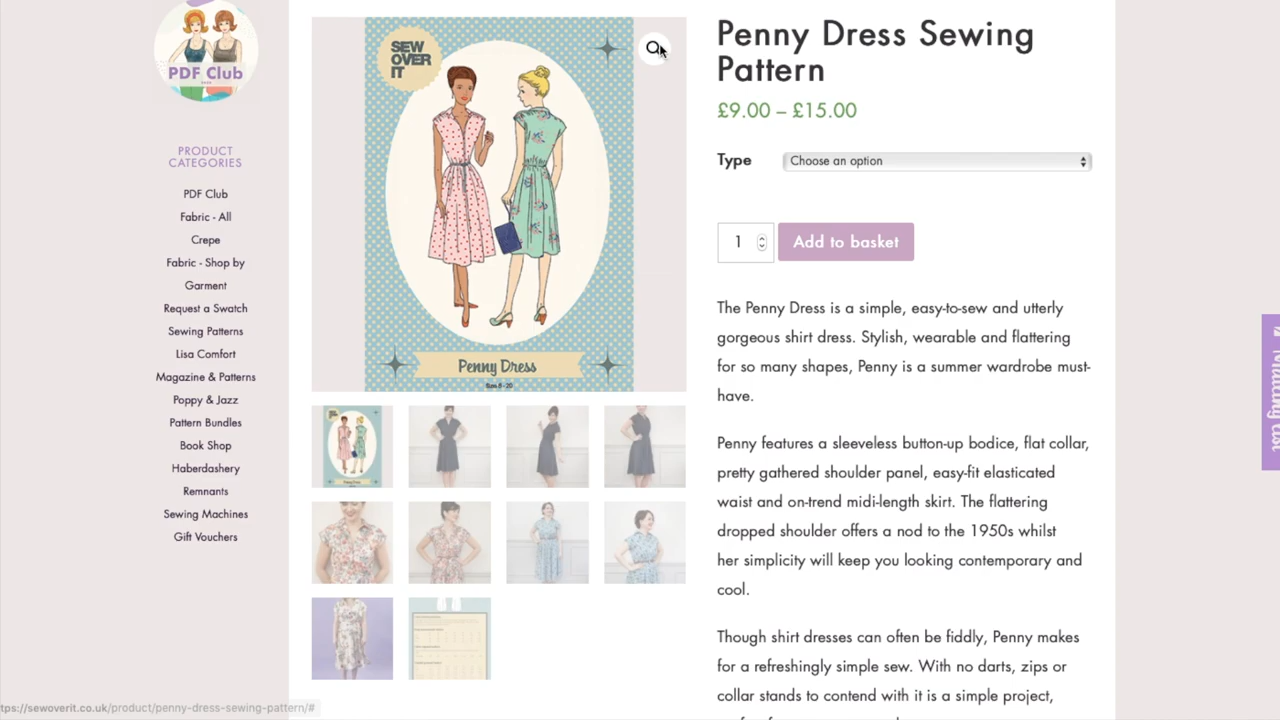 PDF Club
PRODUCT
CATEGORIES
PDF Club
Fabric - All
Crepe
Fabric - Shop by
Garment
Request a Swatch
Sewing Patterns
Lisa Comfort
Magazine & Patterns
Poppy & Jazz
Pattern Bundles
Book Shop
Haberdashery
Remnants
Sewing Machines
Gift Vouchers
SEW
OVER
IT
Penny Dress
Sizes 8 - 20
Penny Dress Sewing
Pattern
£9.00 – £15.00
Type
Choose an option
1
Add to basket
The Penny Dress is a simple, easy-to-sew and utterly
gorgeous shirt dress. Stylish, wearable and flattering
for so many shapes, Penny is a summer wardrobe must-
have.
Penny features a sleeveless button-up bodice, flat collar,
pretty gathered shoulder panel, easy-fit elasticated
waist and on-trend midi-length skirt. The flattering
dropped shoulder offers a nod to the 1950s whilst
her simplicity will keep you looking contemporary and
cool.
Though shirt dresses can often be fiddly, Penny makes
for a refreshingly simple sew. With no darts, zips or
collar stands to contend with it is a simple project,
tps://sewoverit.co.uk/product/penny-dress-sewing-pattern/#